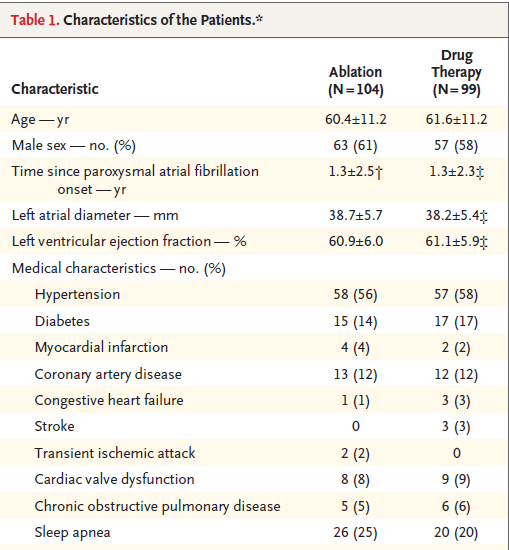 Table 1. Characteristics of the Patients.*
Characteristic
Ablation
(N=104)
Drug
Therapy
(N=99)
Age — yr 60.4±11.2 61.6±11.2
Male sex — no. (%) 63 (61) 57 (58)
Time since paroxysmal atrial fibrillation
onset — yr 1.3±2.5† 1.3±2.3‡
Left atrial diameter — mm 38.7±5.7 38.2±5.4‡
Left ventricular ejection fraction — % 60.9±6.0 61.1±5.9‡
Medical characteristics — no. (%)
Hypertension 58 (56) 57 (58)
Diabetes 15 (14) 17 (17)
Myocardial infarction 4 (4) 2 (2)
Coronary artery disease 13 (12) 12 (12)
Congestive heart failure 1 (1) 3 (3)
Stroke 0 3 (3)
Transient ischemic attack 2 (2) 0
Cardiac valve dysfunction 8 (8) 9 (9)
Chronic obstructive pulmonary disease 5 (5) 6 (6)
Sleep apnea 26 (25) 20 (20)